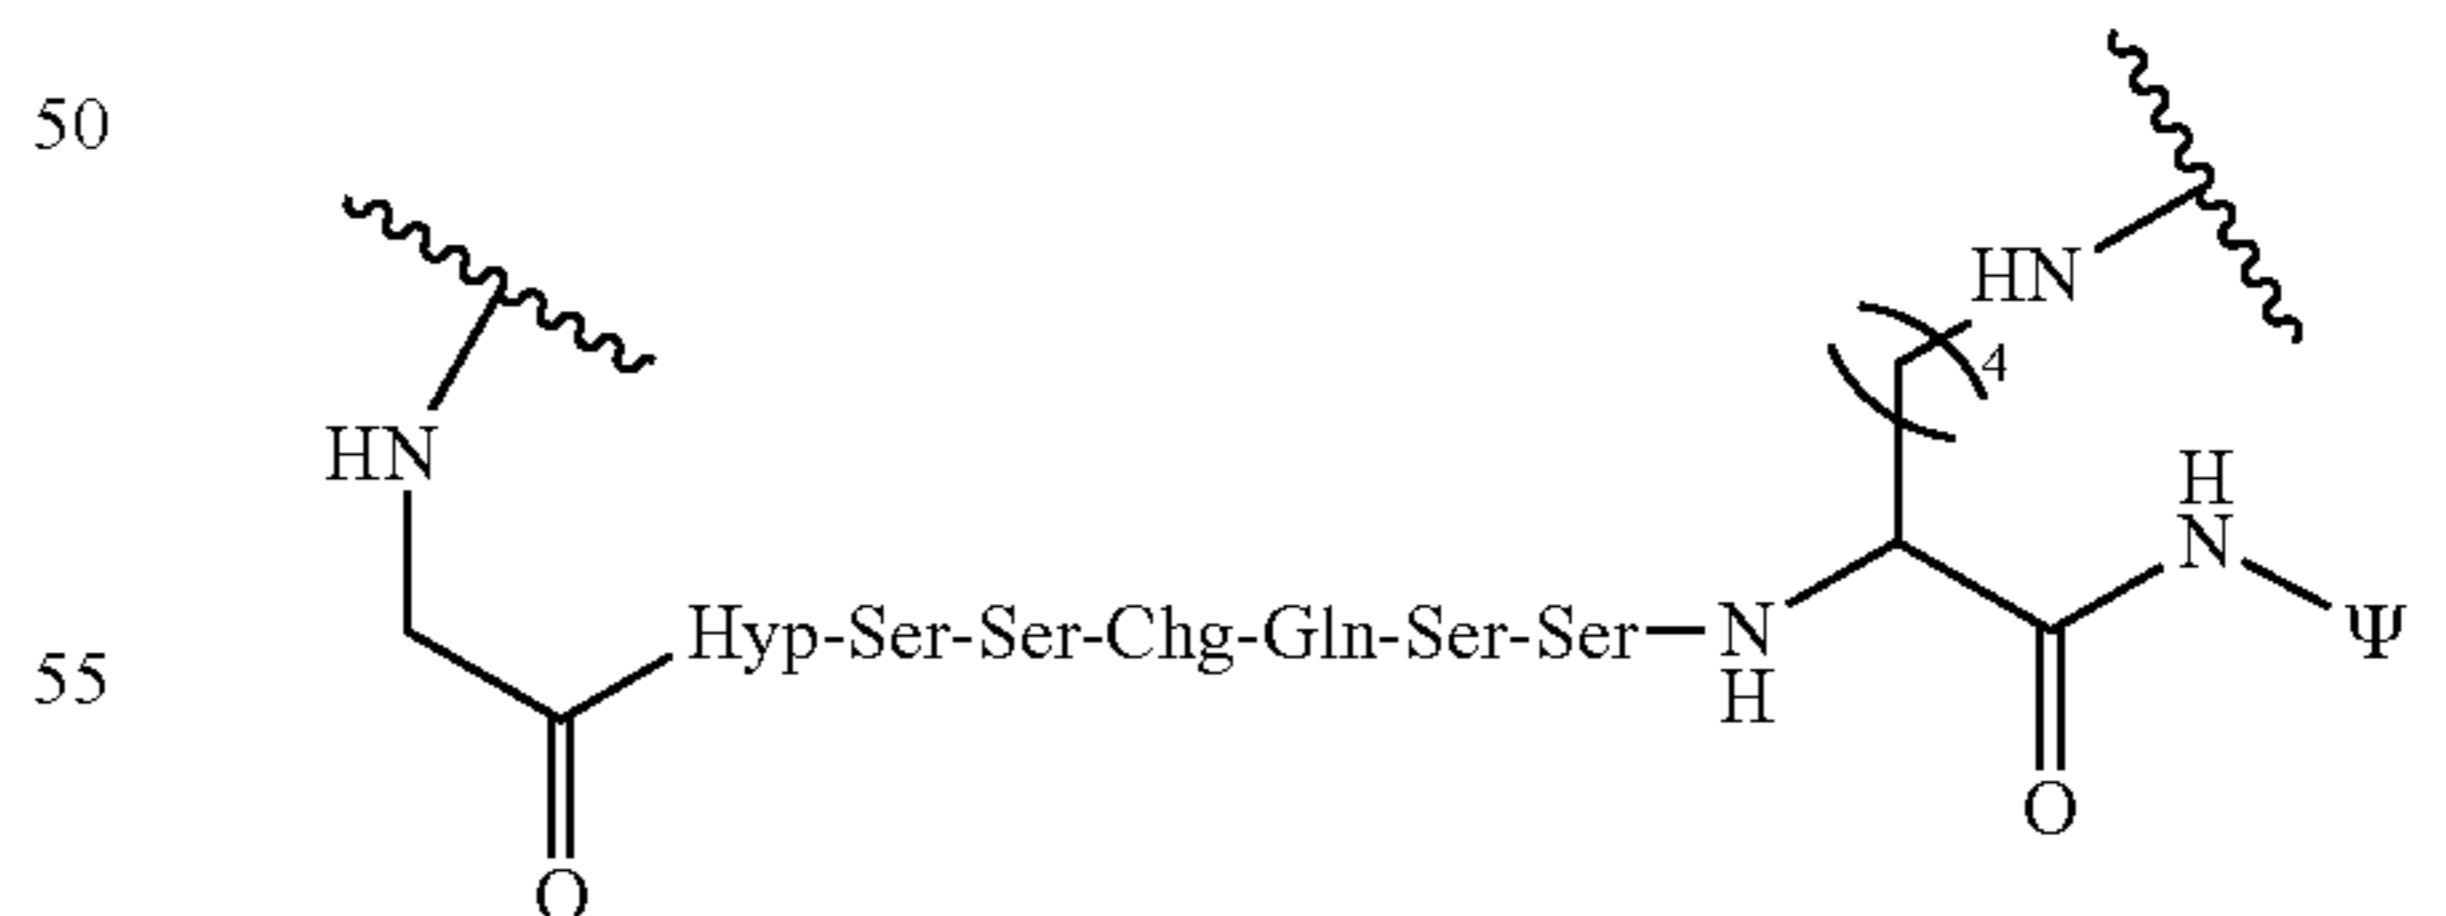 50
HN
4
HN
H
N
Hyp-Ser-Ser-Chg-Gln-Ser-Ser
N
H
Ψ
55
O
O